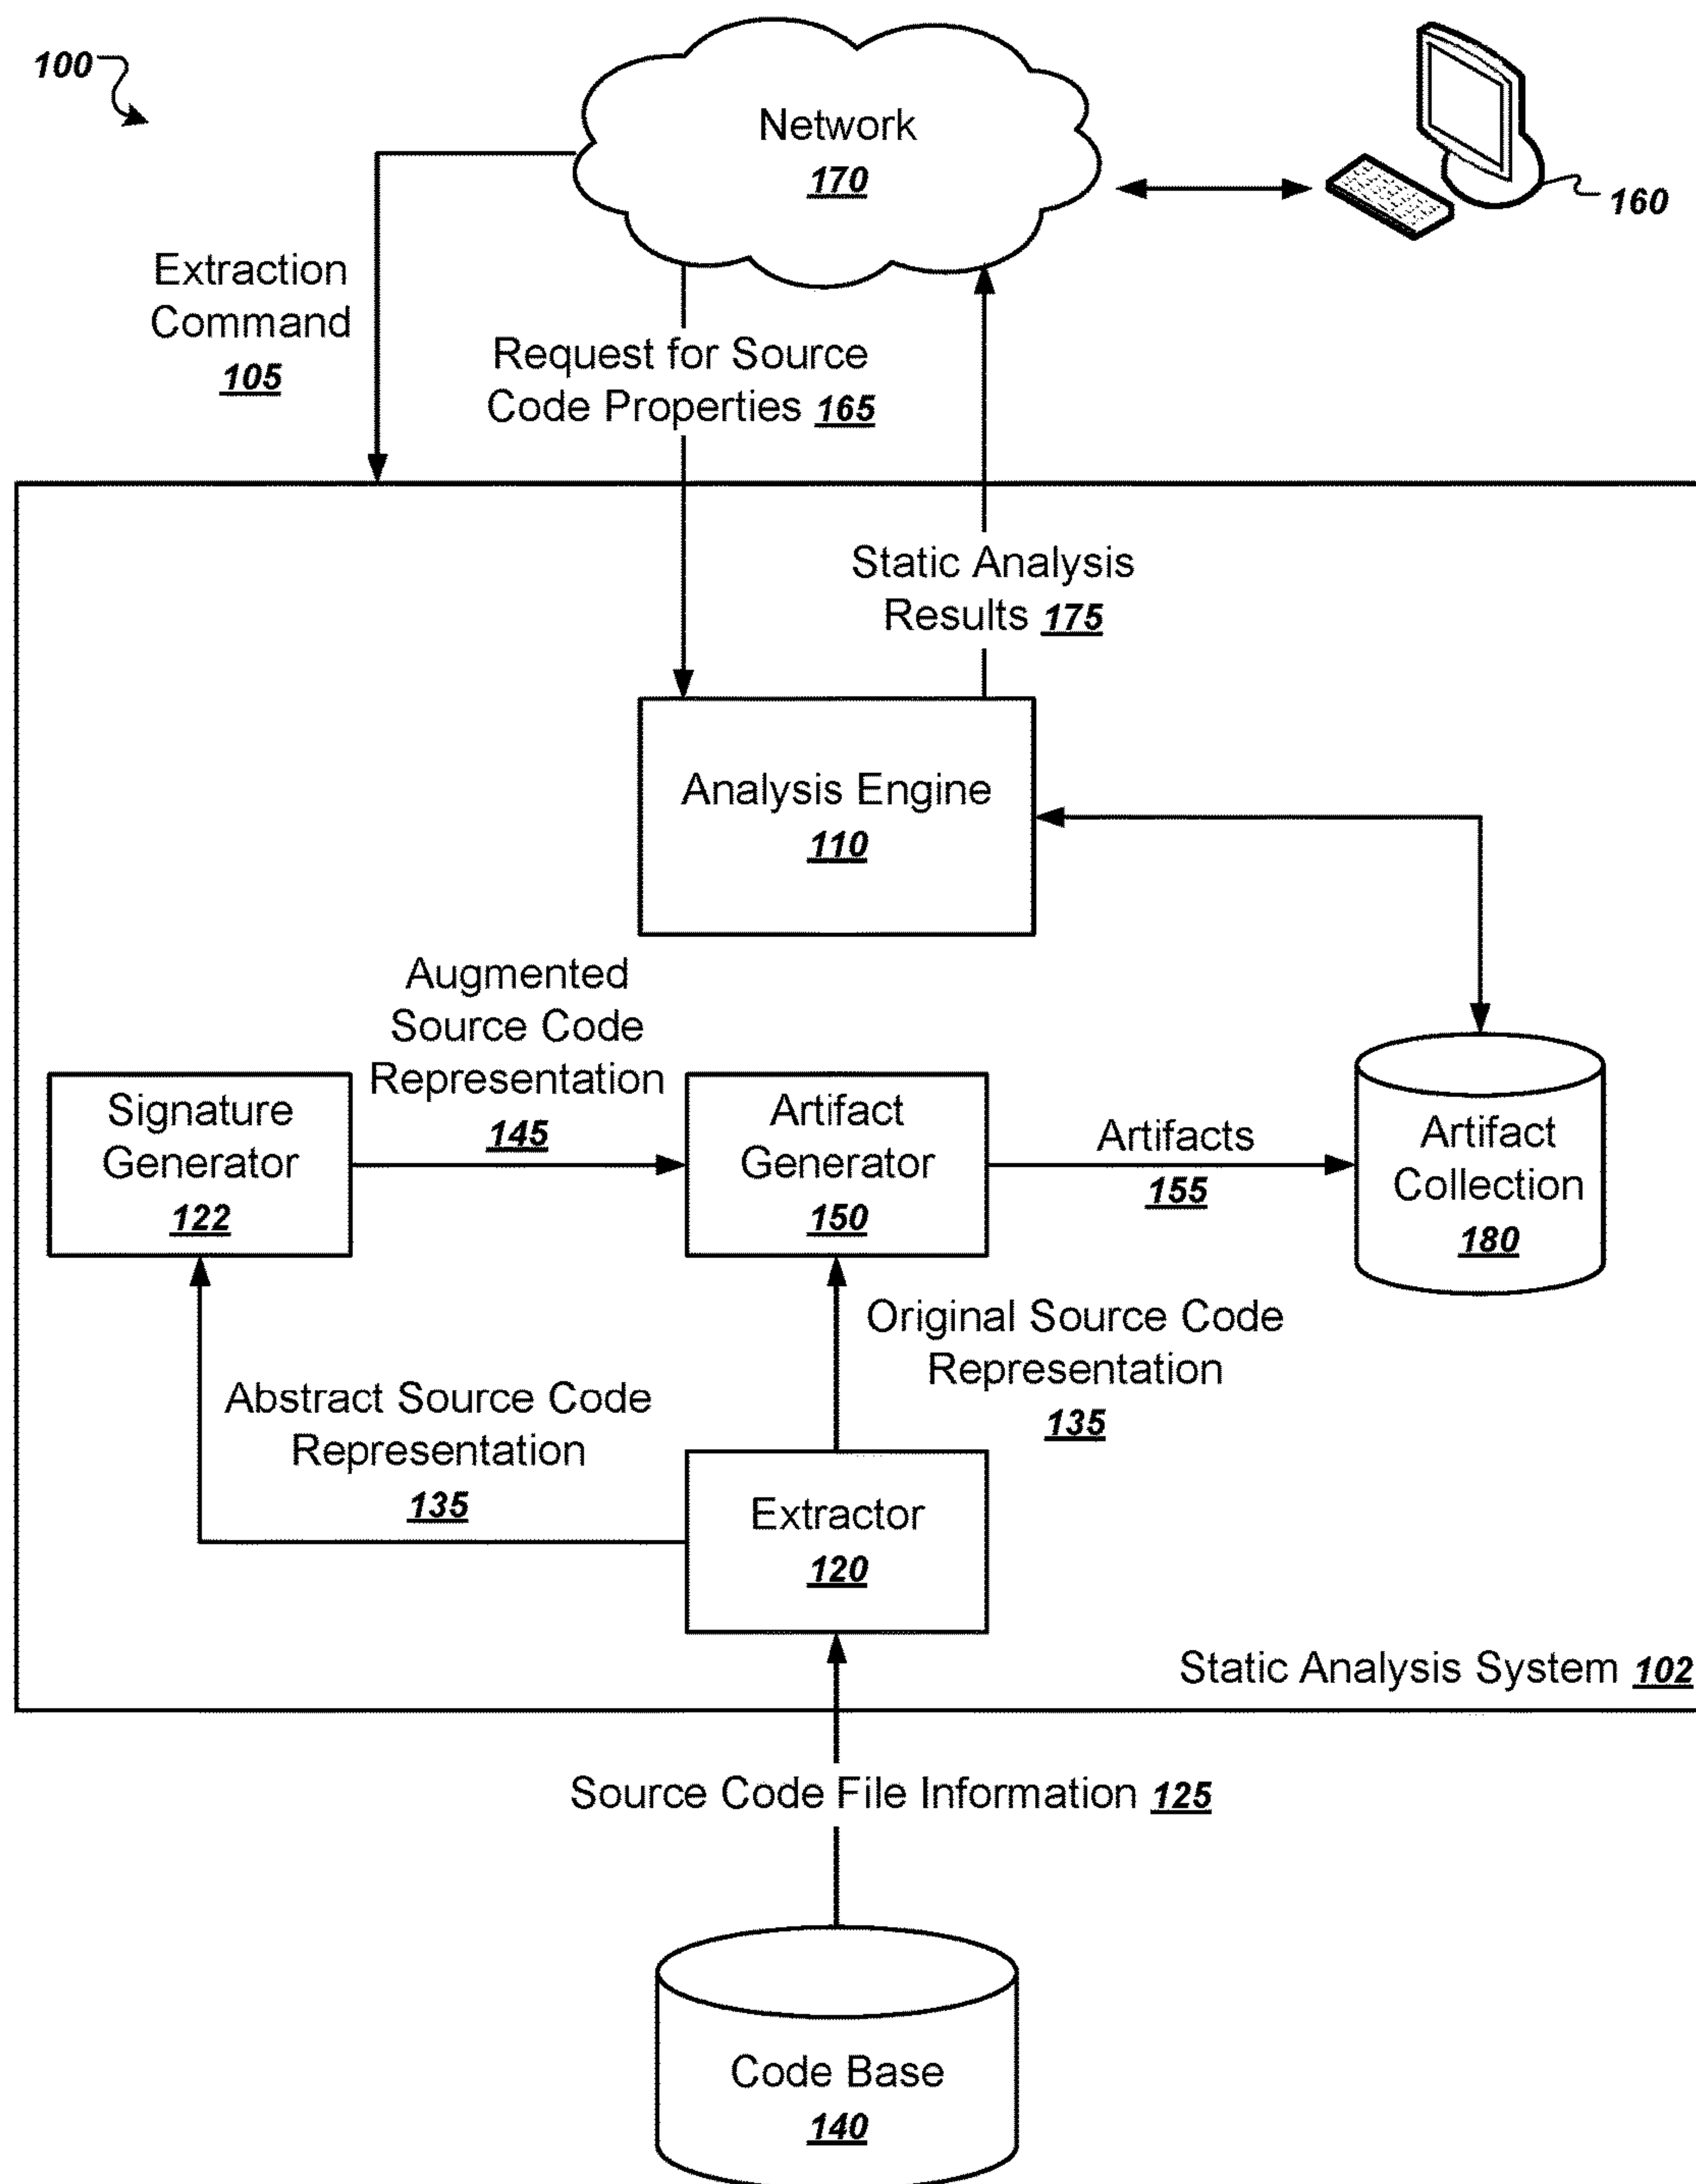 100
Network
170
160
Extraction
Command
105
Request for Source
Code Properties 165
Static Analysis
Results 175
Analysis Engine
110
Augmented
Source Code
Representation
145
Signature
Generator
122
Artifact
Generator
150
Artifacts
155
Artifact
Collection
180
Original Source Code
Representation
135
Abstract Source Code
Representation
135
Extractor
120
Static Analysis System 102
Source Code File Information 125
Code Base
140